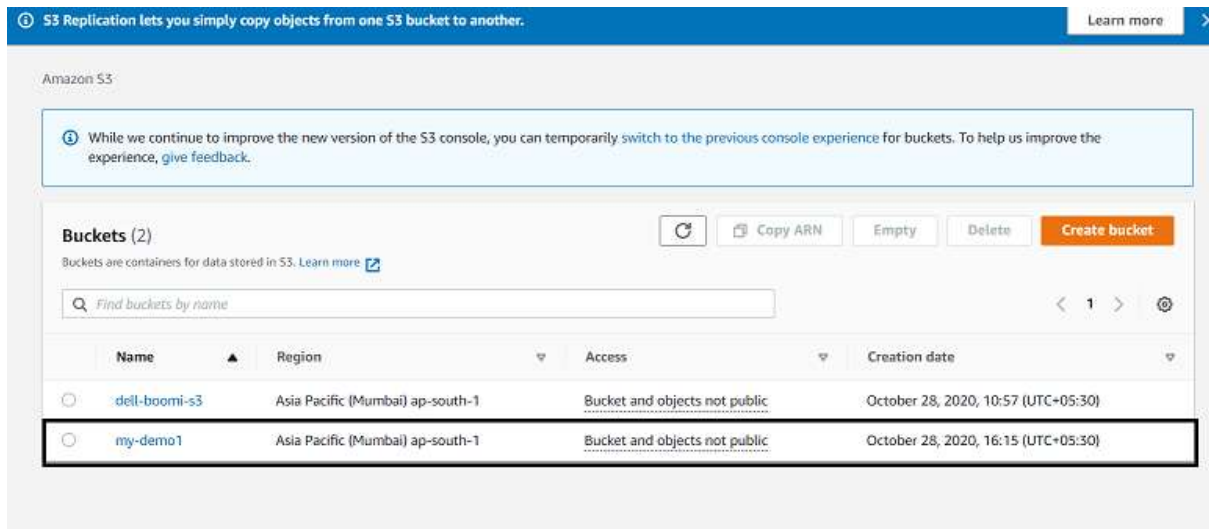 S3 Replication lets you simply copy objects from one S3 bucket to another.
Learn more
Amazon S3
While we continue to improve the new version of the S3 console, you can temporarily switch to the previous console experience for buckets. To help us improve the
experience, give feedback.
Buckets (2)
Copy ARN
Empty
Delete
Create bucket
Buckets are containers for data stored in S3. Learn more
Find buckets by name
1
Name Region Access Creation date
dell-boomi-s3 Asia Pacific (Mumbai) ap-south-1 Bucket and objects not public October 28, 2020, 10:57 (UTC+05:30)
my-demo1 Asia Pacific (Mumbai) ap-south-1 Bucket and objects not public October 28, 2020, 16:15 (UTC+05:30)